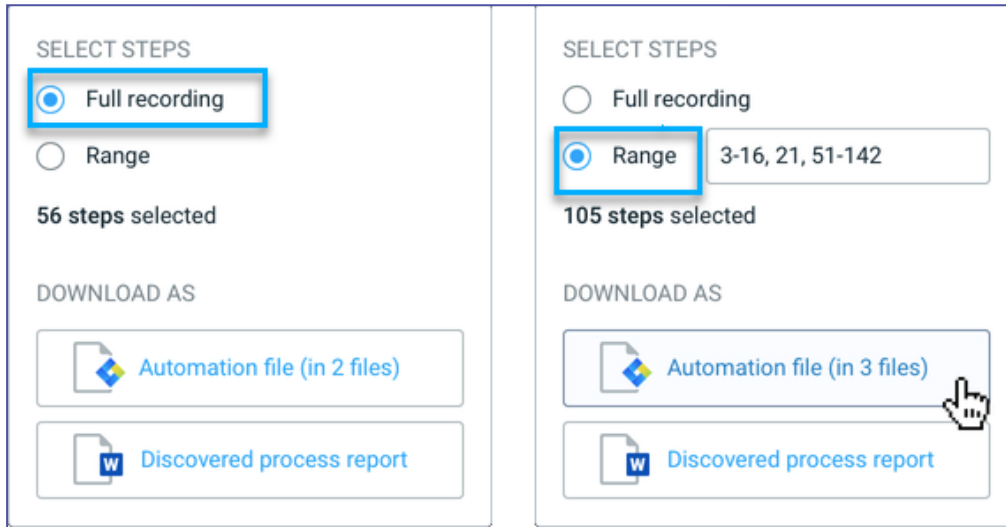 SELECT STEPS
Full recording
Range
56 steps selected
DOWNLOAD AS
Automation file (in 2 files)
W
Discovered process report
SELECT STEPS
Full recording
Range
3-16, 21, 51-142
105 steps selected
DOWNLOAD AS
Automation file (in 3 files)
W
Discovered process report